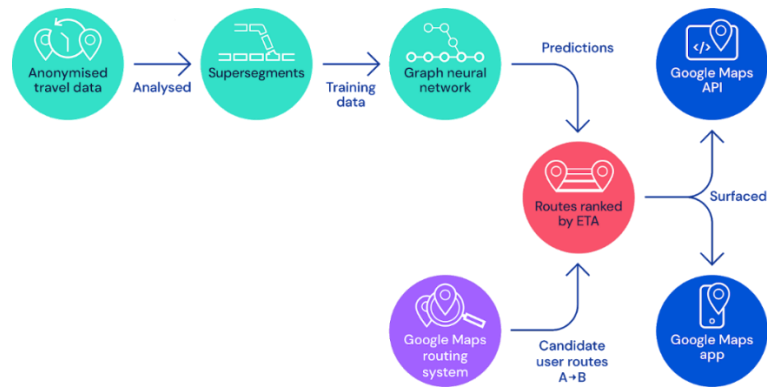 Anonymised
travel data
Analysed
Supersegments
Training
data
Graph neural
network
Predictions
</>
Google Maps
API
Routes ranked
by ETA
Surfaced
Google Maps
routing
system
Candidate
user routes
A→B
Google Maps
app